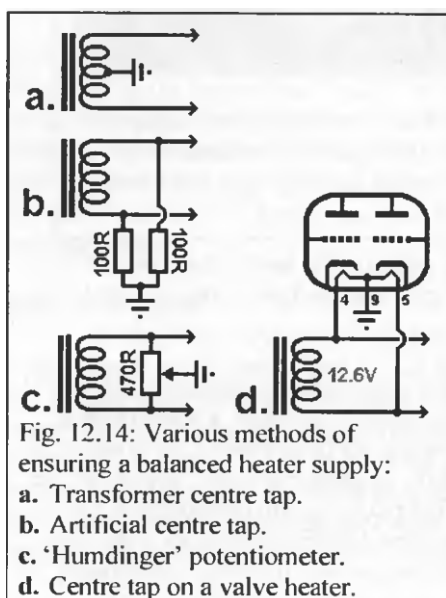 a.
b.
100R
100R
4 9 5
c.
470R
d.
12.6V
Fig. 12.14: Various methods of
ensuring a balanced heater supply:
a. Transformer centre tap.
b. Artificial centre tap.
c. 'Humdinger' potentiometer.
d. Centre tap on a valve heater.